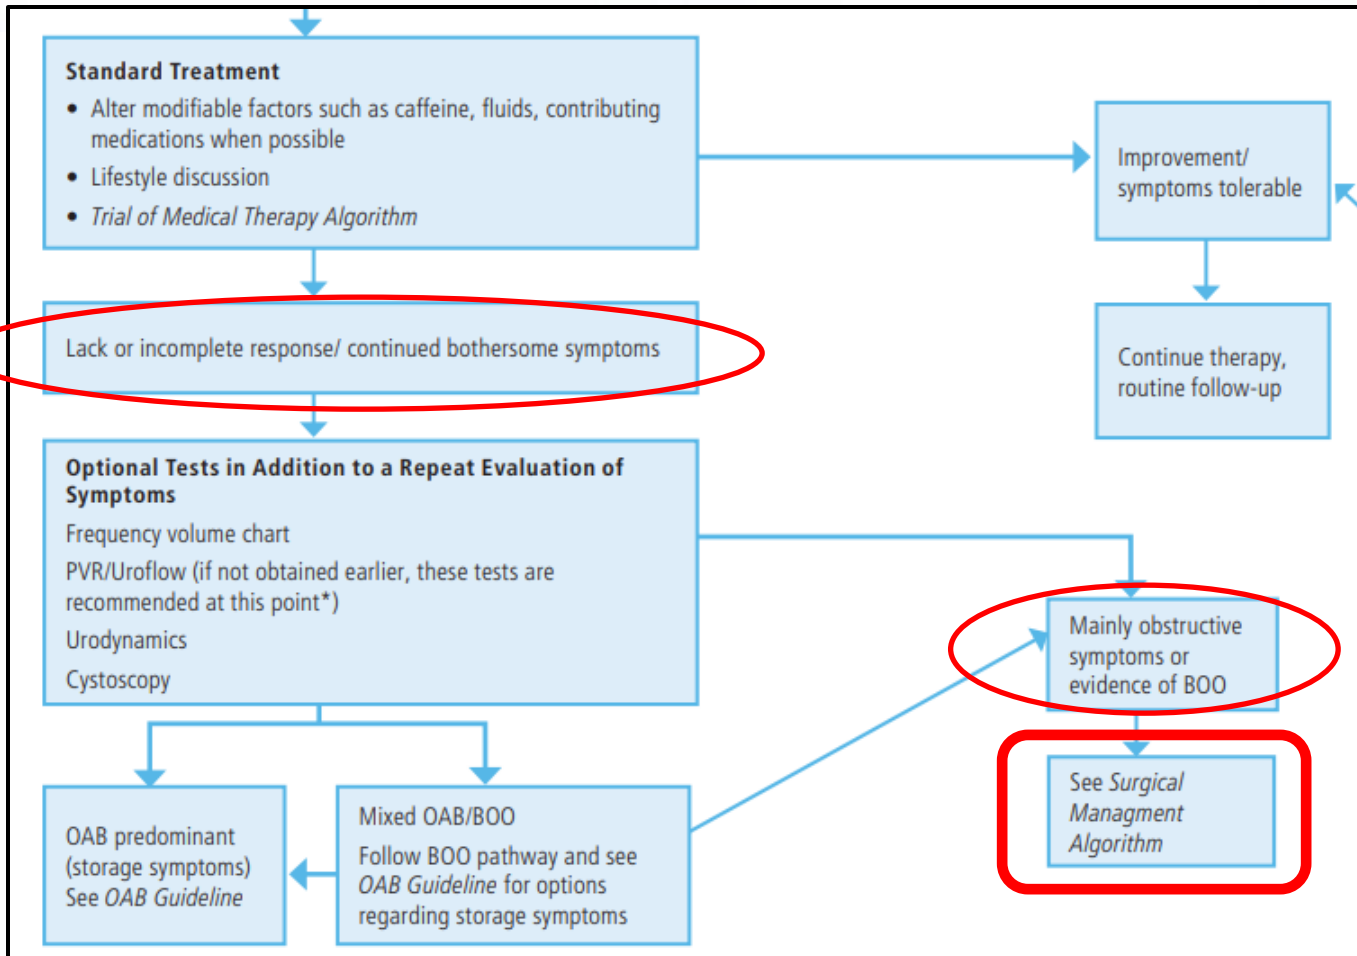 Standard Treatment
• Alter modifiable factors such as caffeine, fluids, contributing
medications when possible
• Lifestyle discussion
• Trial of Medical Therapy Algorithm
Improvement/
symptoms tolerable
Lack or incomplete response/ continued bothersome symptoms
Continue therapy,
routine follow-up
Optional Tests in Addition to a Repeat Evaluation of
Symptoms
Frequency volume chart
PVR/Uroflow (if not obtained earlier, these tests are
recommended at this point*)
Urodynamics
Cystoscopy
Mainly obstructive
symptoms or
evidence of BOO
See Surgical
Managment
Algorithm
OAB predominant
(storage symptoms)
See OAB Guideline
Mixed OAB/BOO
Follow BOO pathway and see
OAB Guideline for options
regarding storage symptoms